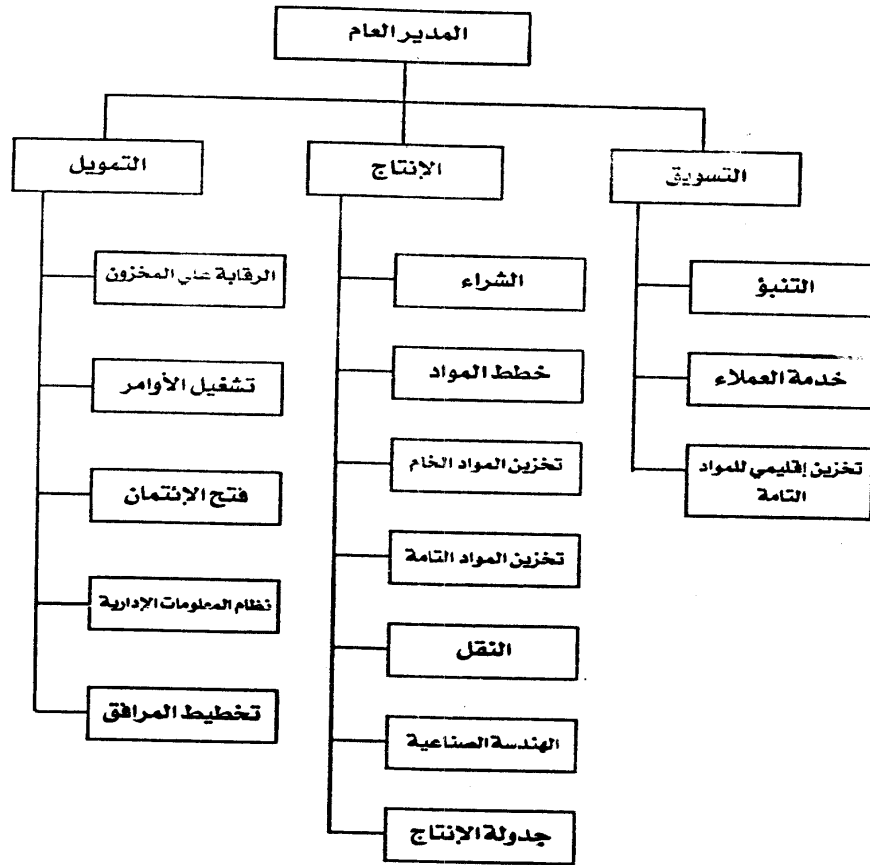 المدير العام
التسويق
الإنتاج
التمويل
التنبؤ
خدمة العملاء
تخزين إقليمي للمواد
التامة
الشراء
خطط المواد
تخزين المواد الخام
تخزين المواد التامة
النقل
الهندسة الصناعية
جدولة الإنتاج
الرقابة على المخزون
تشغيل الأوامر
فتح الإئتمان
نظام المعلومات الإدارية
تخطيط المرافق